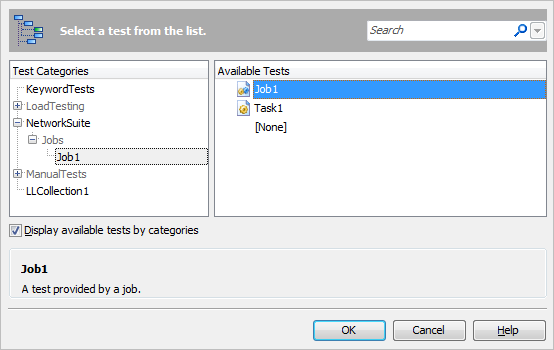 Select a test from the list.
Search
Test Categories
KeywordTests
LoadTesting
NetworkSuite
Jobs
Job1
ManualTests
LLCollection1
Available Tests
Job1
Task1
[None]
Display available tests by categories
Job1
A test provided by a job.
OK
Cancel
Help